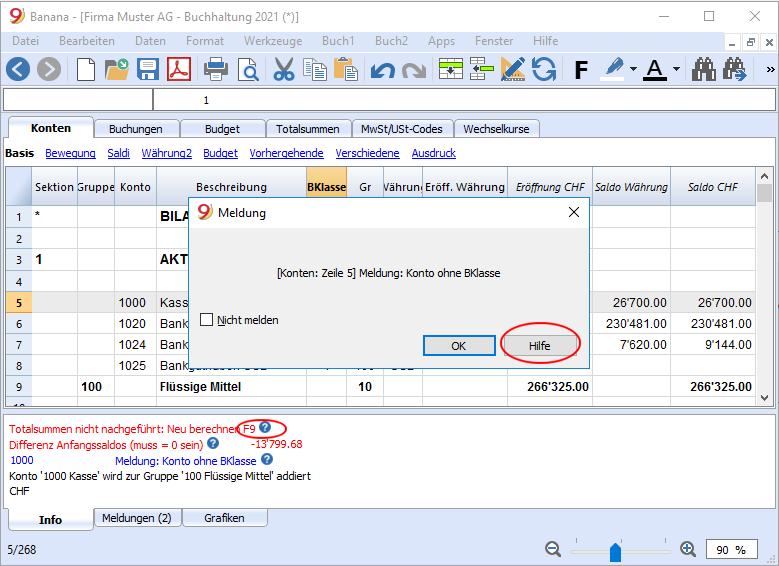 Banana - [Firma Muster AG - Buchhaltung 2021 (*)]
Datei Bearbeiten Daten Format Werkzeuge Buch1 Buch2 Apps Fenster Hilfe
F A »
1
Konten Buchungen Budget Totalsummen MwSt/USt-Codes Wechselkurse
Basis Bewegung Saldi Währung2 Budget Vorhergehende Verschiedene Ausdruck
Sektion Gruppe Konto Beschreibung BKlasse Gr Eröff. Währung Eröffnung CHF Saldo Währung Saldo CHF
1 * BILA
2
3 1 AKT
4
5 1000 Kass 26'700.00 26'700.00
6 1020 Bank 230'481.00 230'481.00
7 1024 Bank 7'620.00 9'144.00
8 1025
9 100 Flüssige Mittel 10 266'325.00 266'325.00
9 Meldung
[Konten: Zeile 5] Meldung: Konto ohne BKlasse
Nicht melden
OK Hilfe
Totalsummen nicht nachgeführt: Neu berechnen F9 ?
Differenz Anfangssaldos (muss = 0 sein) ? -13'799.68
1000 Meldung: Konto ohne BKlasse ?
Konto '1000 Kasse' wird zur Gruppe '100 Flüssige Mittel' addiert
CHF
Info Meldungen (2) Grafiken
5/268 90 %